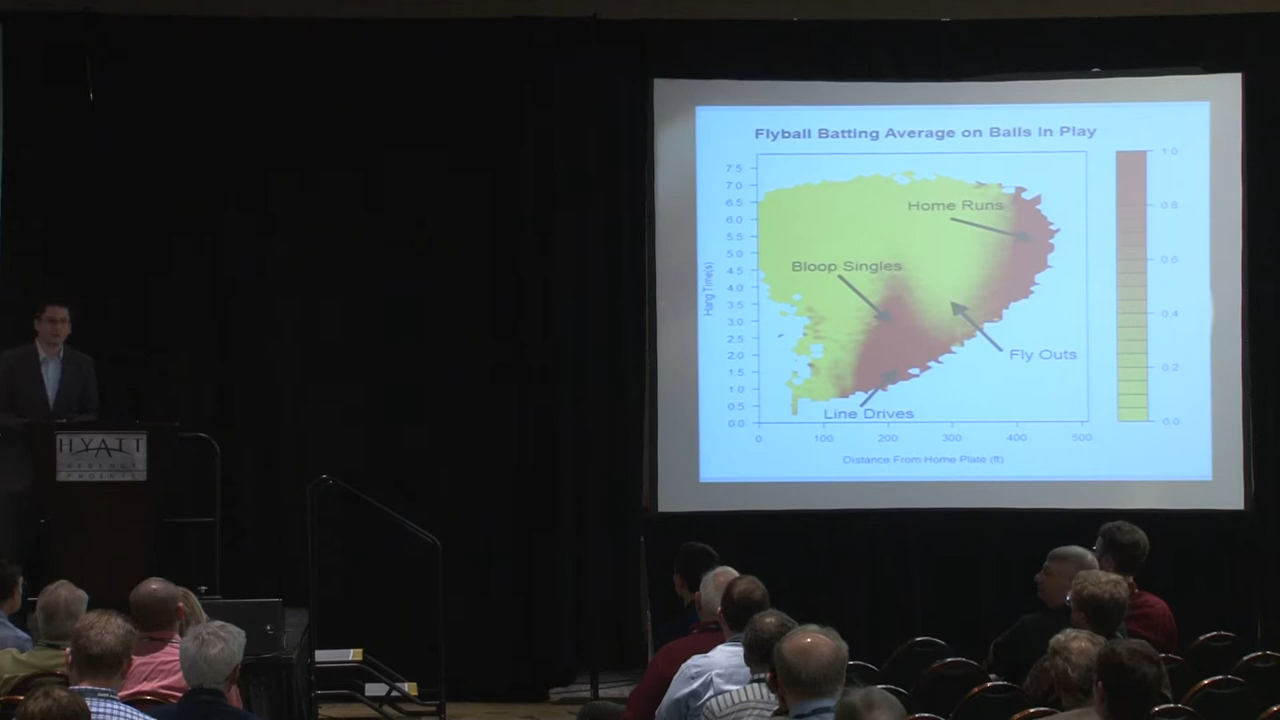 Flyball Batting Average on Balls In Play
7.5
7.0
6.5
6.0
5.5
5.0
4.5
4.0
3.5
3.0
2.5
2.0
1.5
1.0
0.5
0.0
Hang Time(s)
Home Runs
Bloop Singles
Fly Outs
Line Drives
0 100 200 300 400 500
Distance From Home Plate (ft)
1.0
0.8
0.6
0.4
0.2
0.0
HYATT
REGENCY
PHOENIX